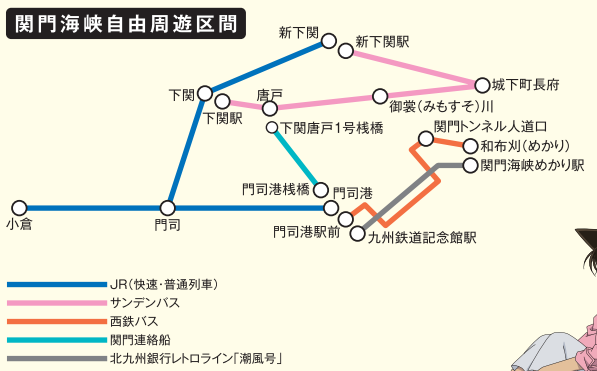 関門海峡自由周遊区間
新下関
新下関駅
城下町長府
下関
下関駅
唐戸
御裳（みもすそ）川
下関唐戸1号桟橋
関門トンネル人道口
和布刈（めかり）
関門海峡めかり駅
門司港桟橋
門司港
小倉
門司
門司港駅前
九州鉄道記念館駅
JR（快速・普通列車）
サンデンバス
西鉄バス
関門連絡船
北九州銀行レトロライン「潮風号」